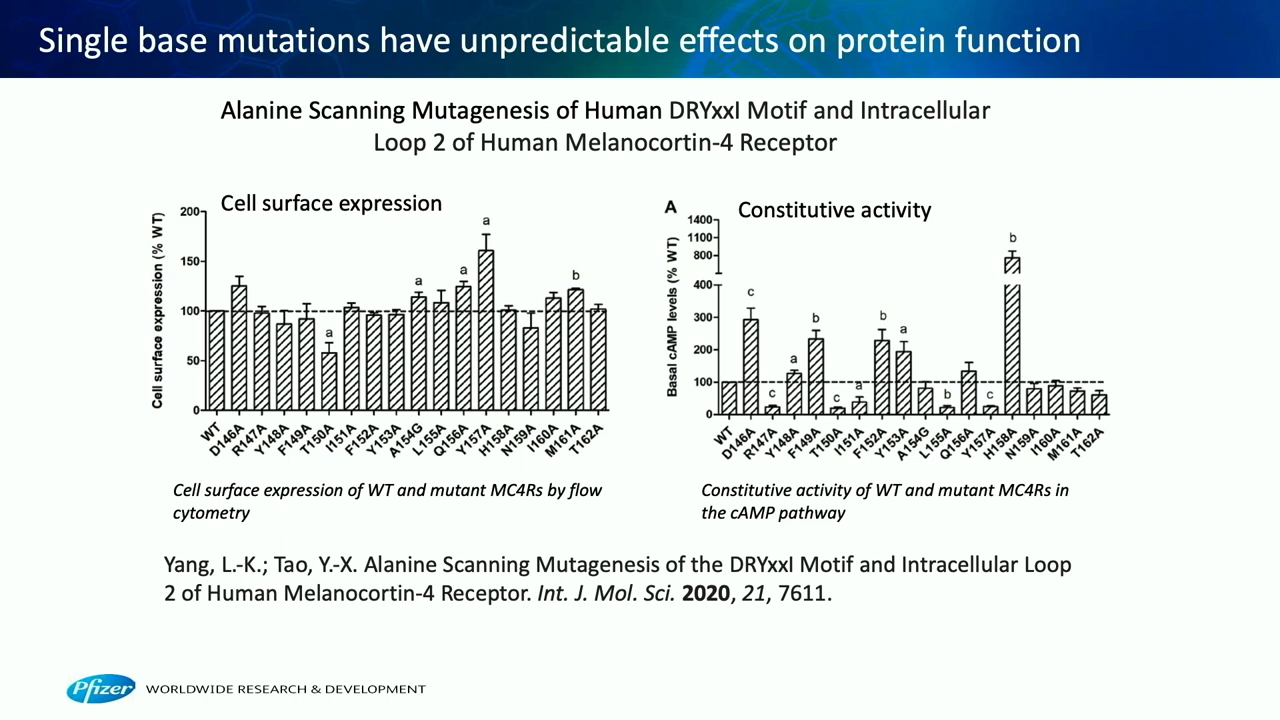 Single base mutations have unpredictable effects on protein function
Alanine Scanning Mutagenesis of Human DRYxxI Motif and Intracellular
Loop 2 of Human Melanocortin-4 Receptor
Cell surface expression
Cell surface expression (% WT)
200
150
100
50
0
a
a
a
a
b
WT
D146A
R147A
Y148A
F149A
T150A
I151A
F152A
Y153A
A154G
L155A
Q156A
Y157A
H158A
N159A
I160A
M161A
T162A
Cell surface expression of WT and mutant MC4Rs by flow
cytometry
A
Constitutive activity
Basal cAMP levels (% WT)
1400
1100
800
400
300
200
100
0
c
c
a
b
c
a
b
a
b
c
b
WT
D146A
R147A
Y148A
F149A
T150A
I151A
F152A
Y153A
A154G
L155A
Q156A
Y157A
H158A
N159A
I160A
M161A
T162A
Constitutive activity of WT and mutant MC4Rs in
the cAMP pathway
Yang, L.-K.; Tao, Y.-X. Alanine Scanning Mutagenesis of the DRYxxI Motif and Intracellular Loop
2 of Human Melanocortin-4 Receptor. Int. J. Mol. Sci. 2020, 21, 7611.
Pfizer
WORLDWIDE RESEARCH & DEVELOPMENT